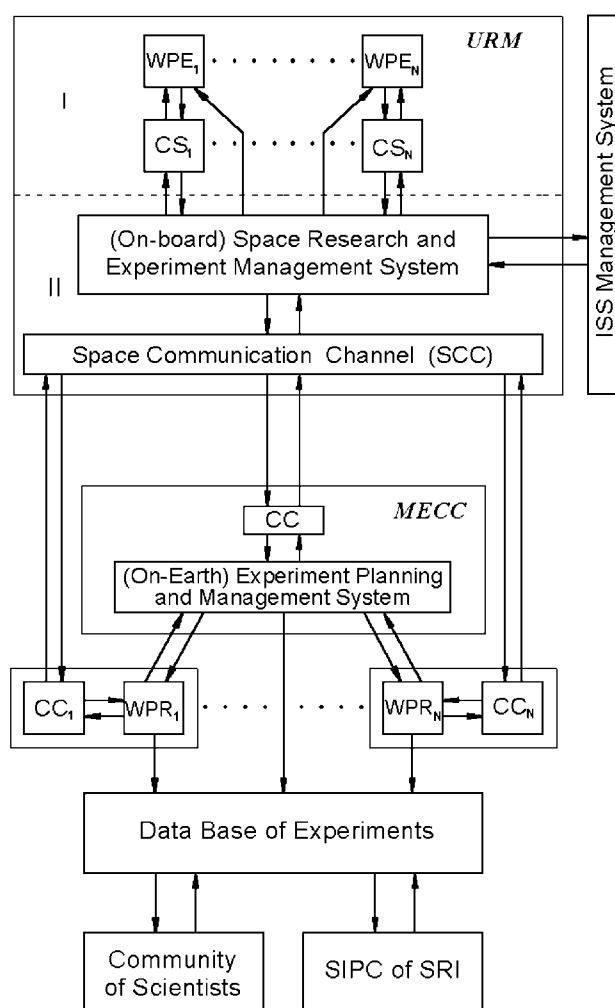 URM
WPE1 WPEN
I
CS1 CSN
ISS Management System
(On-board) Space Research and
Experiment Management System
II
Space Communication Channel (SCC)
MECC
CC
(On-Earth) Experiment Planning
and Management System
CC1 WPR1 WPRN CCN
Data Base of Experiments
Community
of Scientists
SIPC of SRI